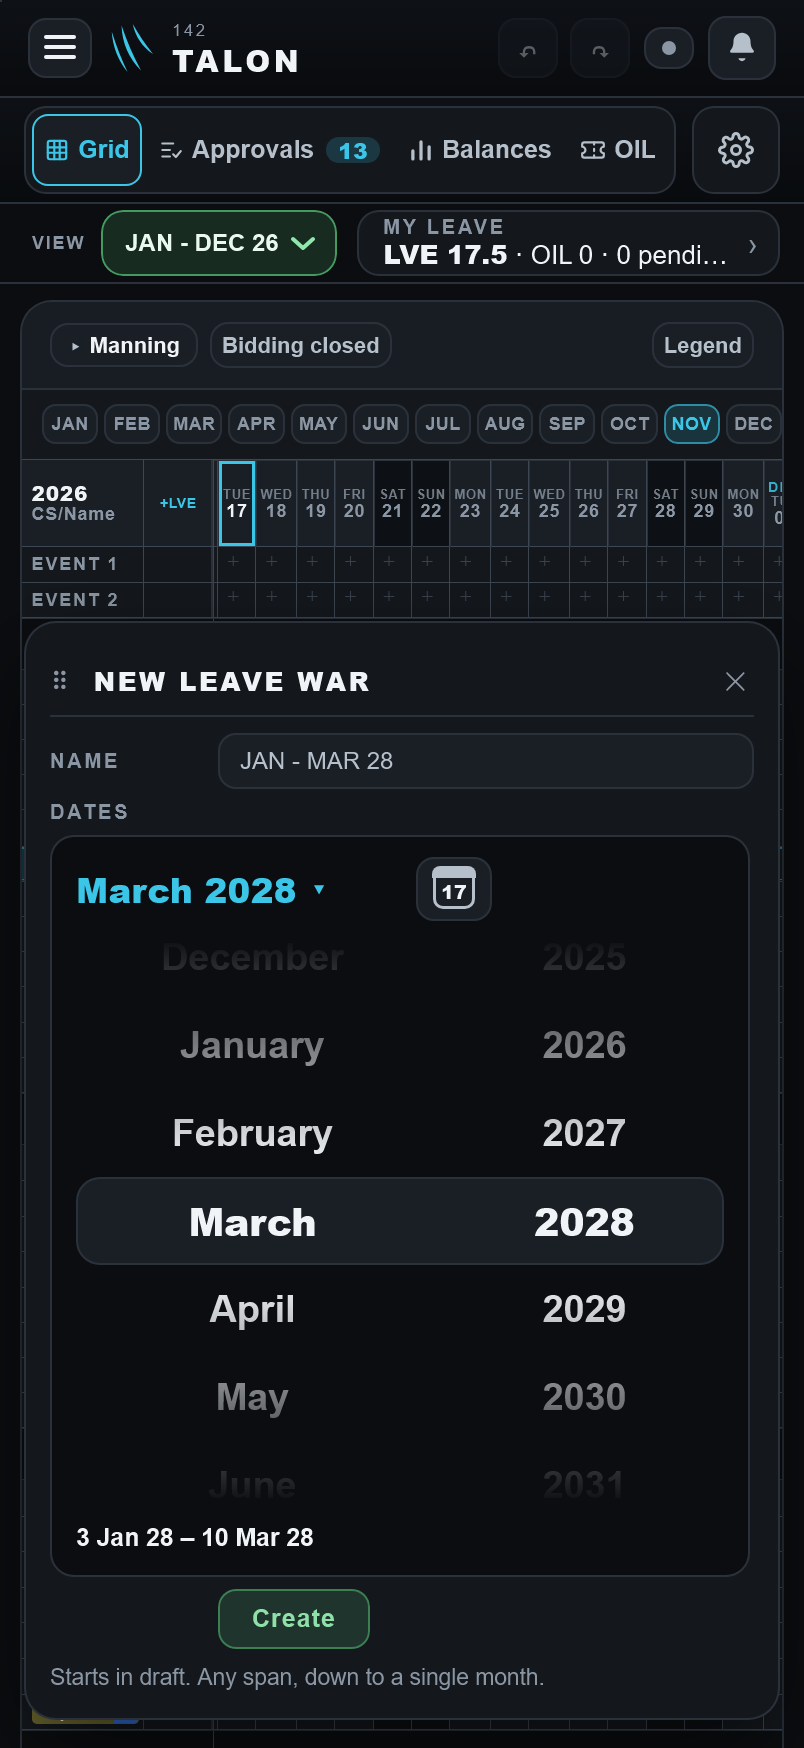 142
TALON
Grid
Approvals 13
Balances
OIL
VIEW
JAN - DEC 26
MY LEAVE
LVE 17.5 · OIL 0 · 0 pendi…
Manning
Bidding closed
Legend
JAN FEB MAR APR MAY JUN JUL AUG SEP OCT NOV DEC
2026
CS/Name
+LVE
TUE 17
WED 18
THU 19
FRI 20
SAT 21
SUN 22
MON 23
TUE 24
WED 25
THU 26
FRI 27
SAT 28
SUN 29
MON 30
EVENT 1
EVENT 2
NEW LEAVE WAR
NAME
JAN - MAR 28
DATES
March 2028
17
December 2025
January 2026
February 2027
March 2028
April 2029
May 2030
June 2031
3 Jan 28 – 10 Mar 28
Create
Starts in draft. Any span, down to a single month.